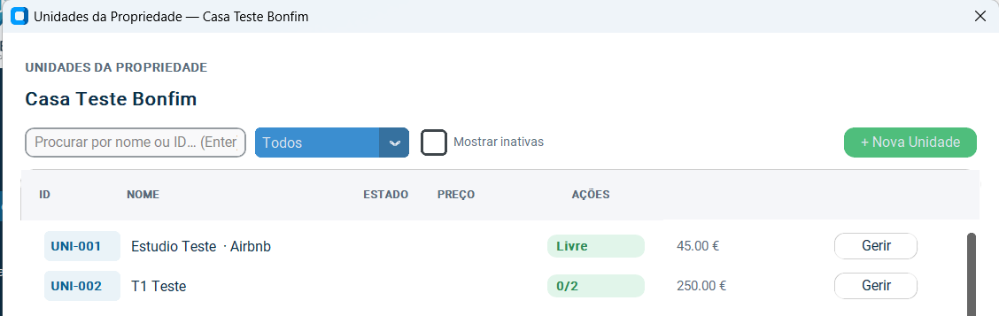 Unidades da Propriedade — Casa Teste Bonfim
UNIDADES DA PROPRIEDADE
Casa Teste Bonfim
Procurar por nome ou ID... (Enter
Todos
Mostrar inativas
+ Nova Unidade
ID NOME ESTADO PREÇO AÇÕES
UNI-001 Estudio Teste · Airbnb Livre 45.00 € Gerir
UNI-002 T1 Teste 0/2 250.00 € Gerir